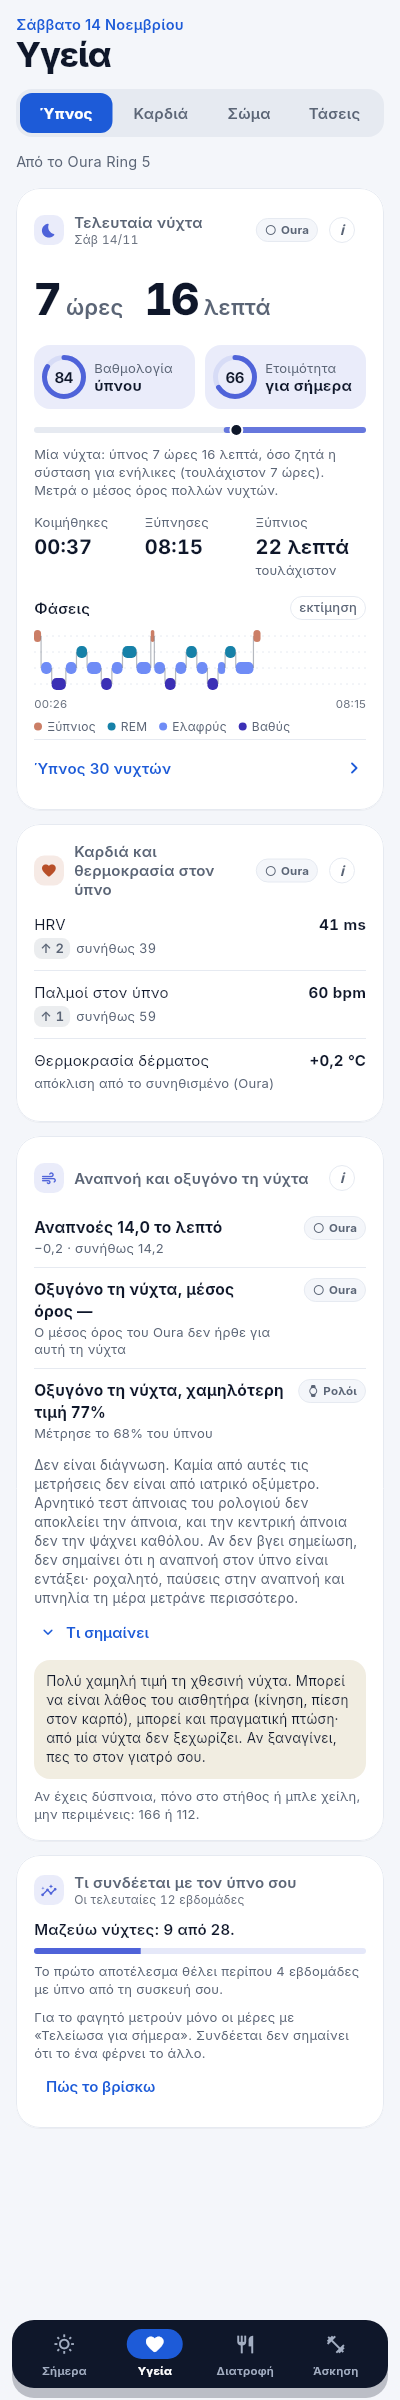 Σάββατο 14 Νοεμβρίου
Υγεία
Ύπνος Καρδιά Σώμα Τάσεις
Από το Oura Ring 5
Τελευταία νύχτα
Σάβ 14/11
Oura i
7 ώρες 16 λεπτά
84 Βαθμολογία ύπνου
66 Ετοιμότητα για σήμερα
Μία νύχτα: ύπνος 7 ώρες 16 λεπτά, όσο ζητά η
σύσταση για ενήλικες (τουλάχιστον 7 ώρες).
Μετρά ο μέσος όρος πολλών νυχτών.
Κοιμήθηκες Ξύπνησες Ξύπνιος
00:37 08:15 22 λεπτά
τουλάχιστον
Φάσεις εκτίμηση
00:26 08:15
Ξύπνιος REM Ελαφρύς Βαθύς
Ύπνος 30 νυχτών
Καρδιά και
θερμοκρασία στον
ύπνο
Oura i
HRV 41 ms
↑ 2 συνήθως 39
Παλμοί στον ύπνο 60 bpm
↑ 1 συνήθως 59
Θερμοκρασία δέρματος +0,2 °C
απόκλιση από το συνηθισμένο (Oura)
Αναπνοή και οξυγόνο τη νύχτα i
Αναπνοές 14,0 το λεπτό Oura
−0,2 · συνήθως 14,2
Οξυγόνο τη νύχτα, μέσος
όρος —
Oura
Ο μέσος όρος του Oura δεν ήρθε για
αυτή τη νύχτα
Οξυγόνο τη νύχτα, χαμηλότερη
τιμή 77%
Ρολόι
Μέτρησε το 68% του ύπνου
Δεν είναι διάγνωση. Καμία από αυτές τις
μετρήσεις δεν είναι από ιατρικό οξύμετρο.
Αρνητικό τεστ άπνοιας του ρολογιού δεν
αποκλείει την άπνοια, και την κεντρική άπνοια
δεν την ψάχνει καθόλου. Αν δεν βγει σημείωση,
δεν σημαίνει ότι η αναπνοή στον ύπνο είναι
εντάξει· ροχαλητό, παύσεις στην αναπνοή και
υπνηλία τη μέρα μετράνε περισσότερο.
Τι σημαίνει
Πολύ χαμηλή τιμή τη χθεσινή νύχτα. Μπορεί
να είναι λάθος του αισθητήρα (κίνηση, πίεση
στον καρπό), μπορεί και πραγματική πτώση·
από μία νύχτα δεν ξεχωρίζει. Αν ξαναγίνει,
πες το στον γιατρό σου.
Αν έχεις δύσπνοια, πόνο στο στήθος ή μπλε χείλη,
μην περιμένεις: 166 ή 112.
Τι συνδέεται με τον ύπνο σου
Οι τελευταίες 12 εβδομάδες
Μαζεύω νύχτες: 9 από 28.
Το πρώτο αποτέλεσμα θέλει περίπου 4 εβδομάδες
με ύπνο από τη συσκευή σου.
Για το φαγητό μετρούν μόνο οι μέρες με
«Τελείωσα για σήμερα». Συνδέεται δεν σημαίνει
ότι το ένα φέρνει το άλλο.
Πώς το βρίσκω
Σήμερα Υγεία Διατροφή Άσκηση